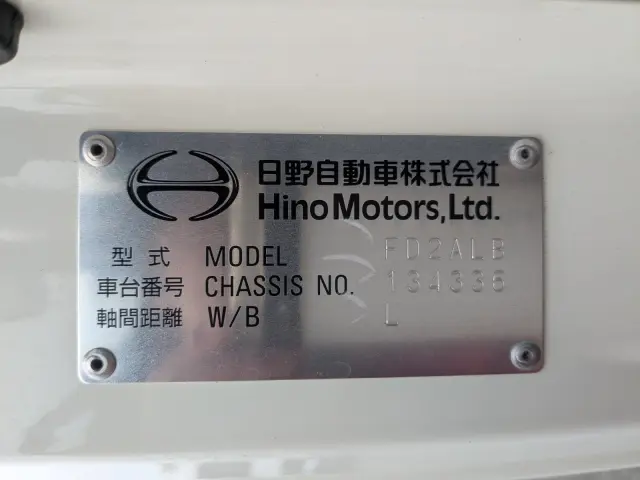 日野自動車株式会社
Hino Motors, Ltd.
型式 MODEL FD2ALB
車台番号 CHASSIS NO. 134336
軸間距離 W/B L